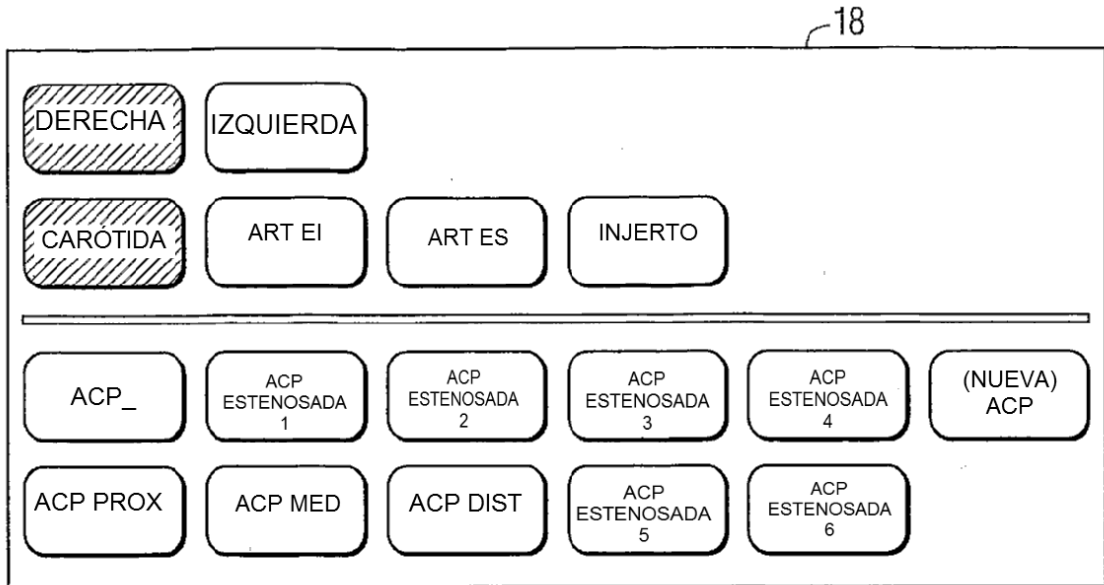 18
DERECHA
IZQUIERDA
CARÓTIDA
ART EI
ART ES
INJERTO
ACP_
ACP
ESTENOSADA
1
ACP
ESTENOSADA
2
ACP
ESTENOSADA
3
ACP
ESTENOSADA
4
(NUEVA)
ACP
ACP PROX
ACP MED
ACP DIST
ACP
ESTENOSADA
5
ACP
ESTENOSADA
6